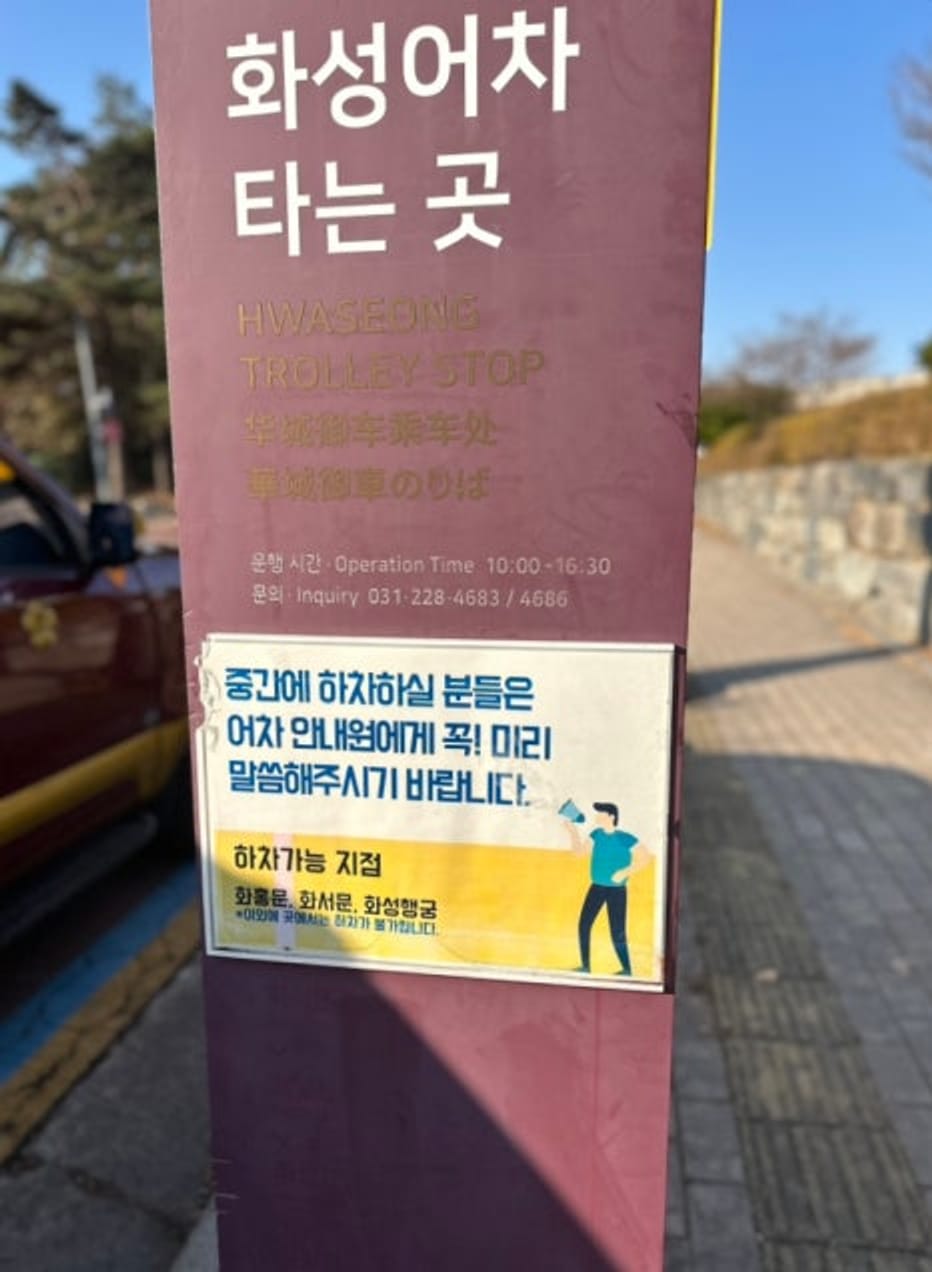 화성어차
타는 곳
HWASEONG
TROLLEY STOP
华城御车乘车处
華城御車のりば
운행 시간 · Operation Time 10:00 - 16:30
문의 · Inquiry 031-228-4683 / 4686
중간에 하차하실 분들은
어차 안내원에게 꼭! 미리
말씀해주시기 바랍니다.
하차가능 지점
화홍문, 화서문, 화성행궁
*이외에 곳에서는 하차가 불가합니다.